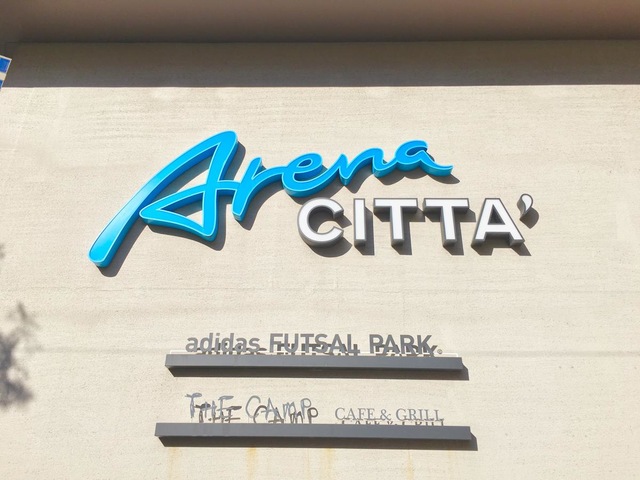 Arena
CITTA'
adidas FUTSAL PARK.
THE CAMP CAFE & GRILL